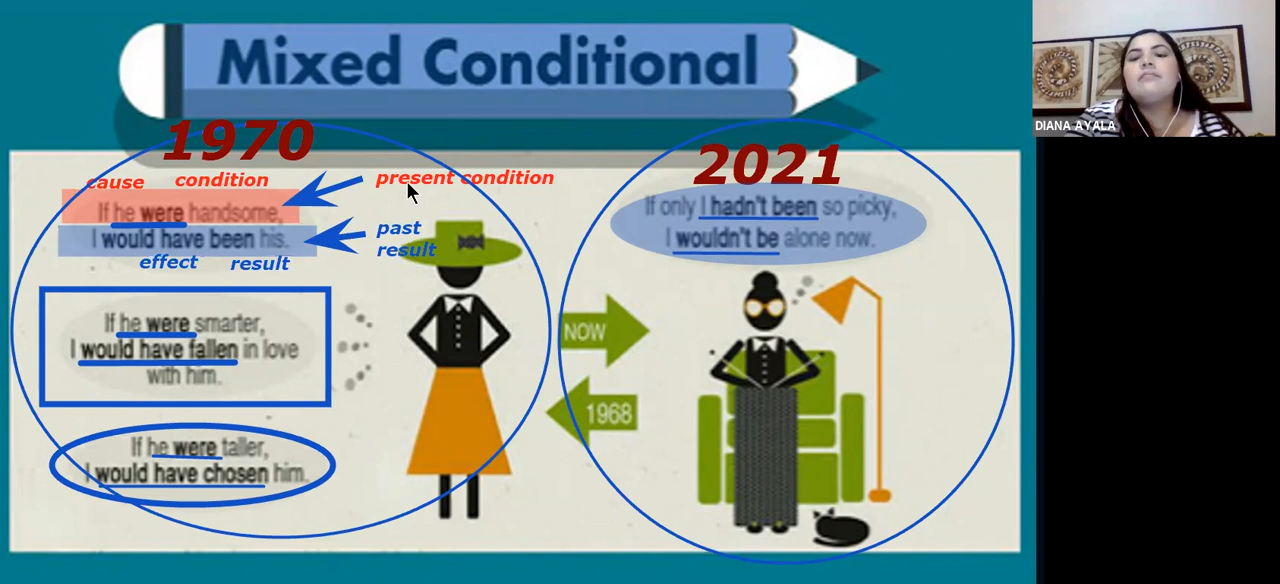 Mixed Conditional
DIANA AYALA
1970
cause condition
present condition
If he were handsome,
I would have been his.
past
result
effect result
If he were smarter,
I would have fallen in love
with him.
If he were taller,
I would have chosen him.
NOW
1968
2021
If only I hadn't been so picky,
I wouldn't be alone now.